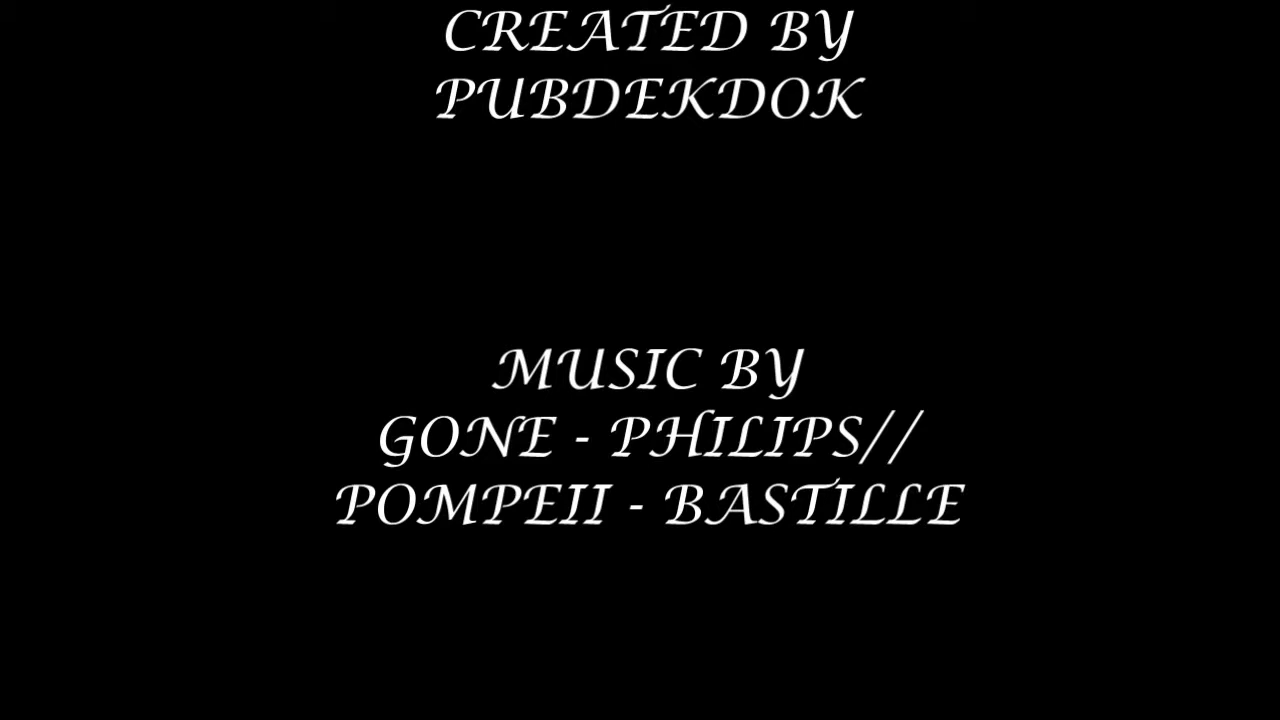 CREATED BY
PUBDEKDOK
MUSIC BY
GONE - PHILIPS//
POMPEII - BASTILLE